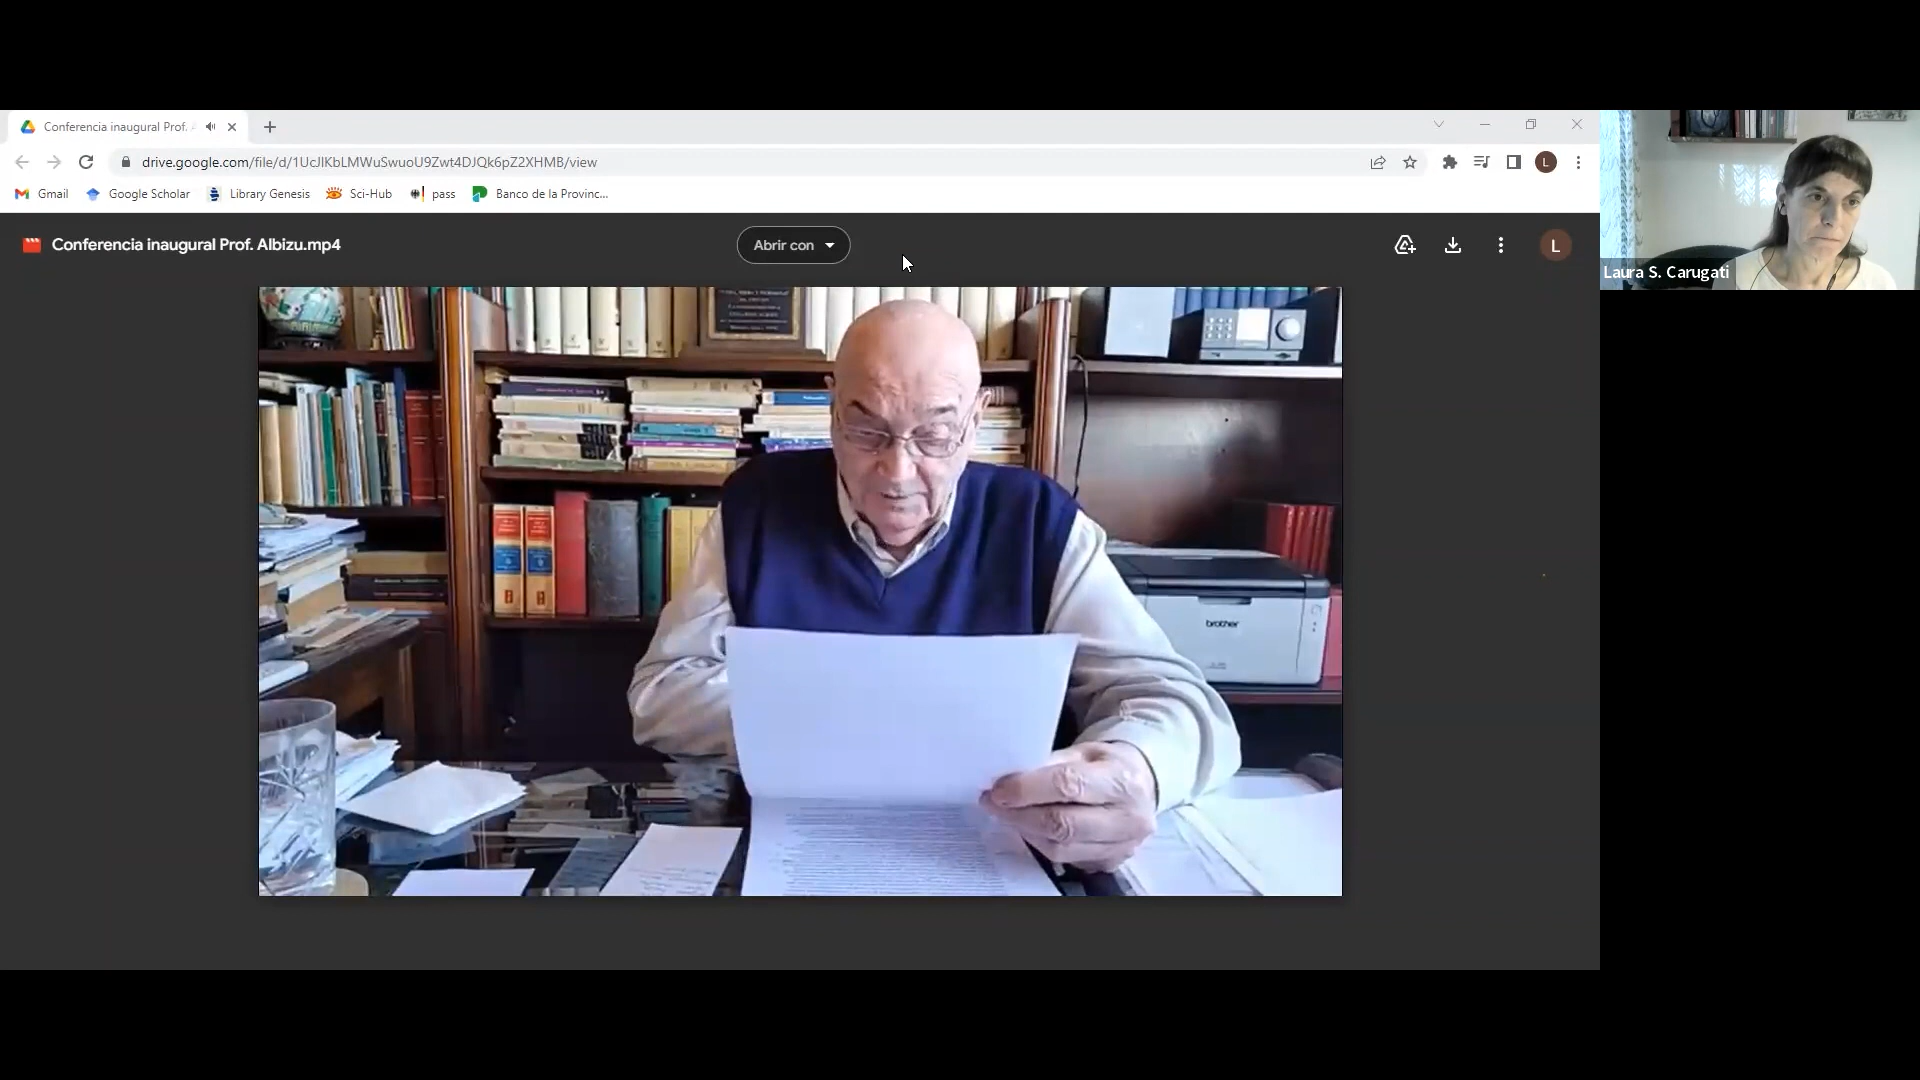 Conferencia inaugural Prof. A
drive.google.com/file/d/1UcJlKbLMWuSwuoU9Zwt4DJQk6pZ2XHMB/view
L
Gmail
Google Scholar
Library Genesis
Sci-Hub
pass
Banco de la Provinc...
Conferencia inaugural Prof. Albizu.mp4
Abrir con
L
Laura S. Carugati
brother